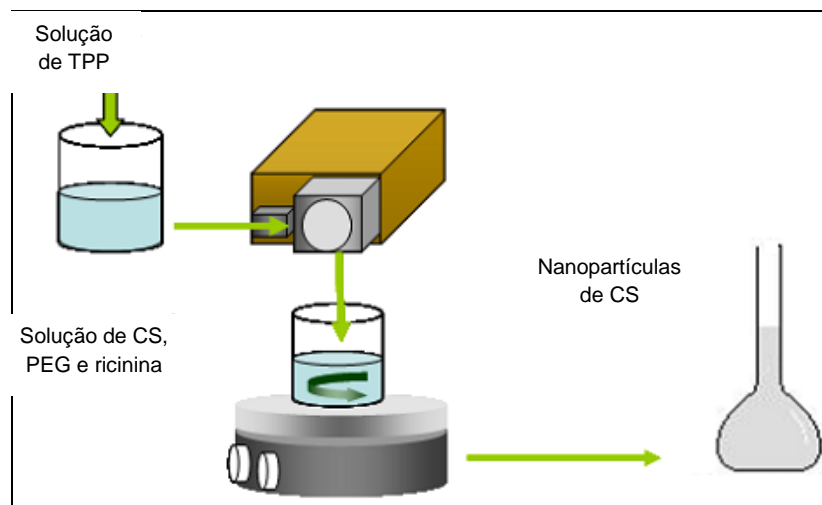 Solução
de TPP
Nanopartículas
de CS
Solução de CS,
PEG e ricinina